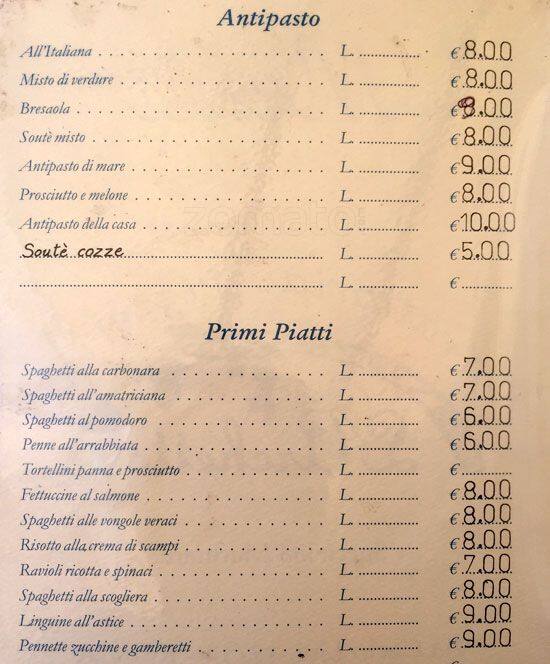 Antipasto
All'Italiana L. € 8.00
Misto di verdure L. € 8.00
Bresaola L. € 8.00
Soutè misto L. € 8.00
Antipasto di mare L. € 9.00
Prosciutto e melone L. € 8.00
Antipasto della casa L. € 10.00
Soutè cozze L. € 5.00
L. €
Primi Piatti
Spaghetti alla carbonara L. € 7.00
Spaghetti all'amatriciana L. € 7.00
Spaghetti al pomodoro L. € 6.00
Penne all'arrabbiata L. € 6.00
Tortellini panna e prosciutto L. €
Fettuccine al salmone L. € 8.00
Spaghetti alle vongole veraci L. € 8.00
Risotto alla crema di scampi L. € 8.00
Ravioli ricotta e spinaci L. € 7.00
Spaghetti alla scogliera L. € 8.00
Linguine all'astice L. € 9.00
Pennette zucchine e gamberetti L. € 9.00